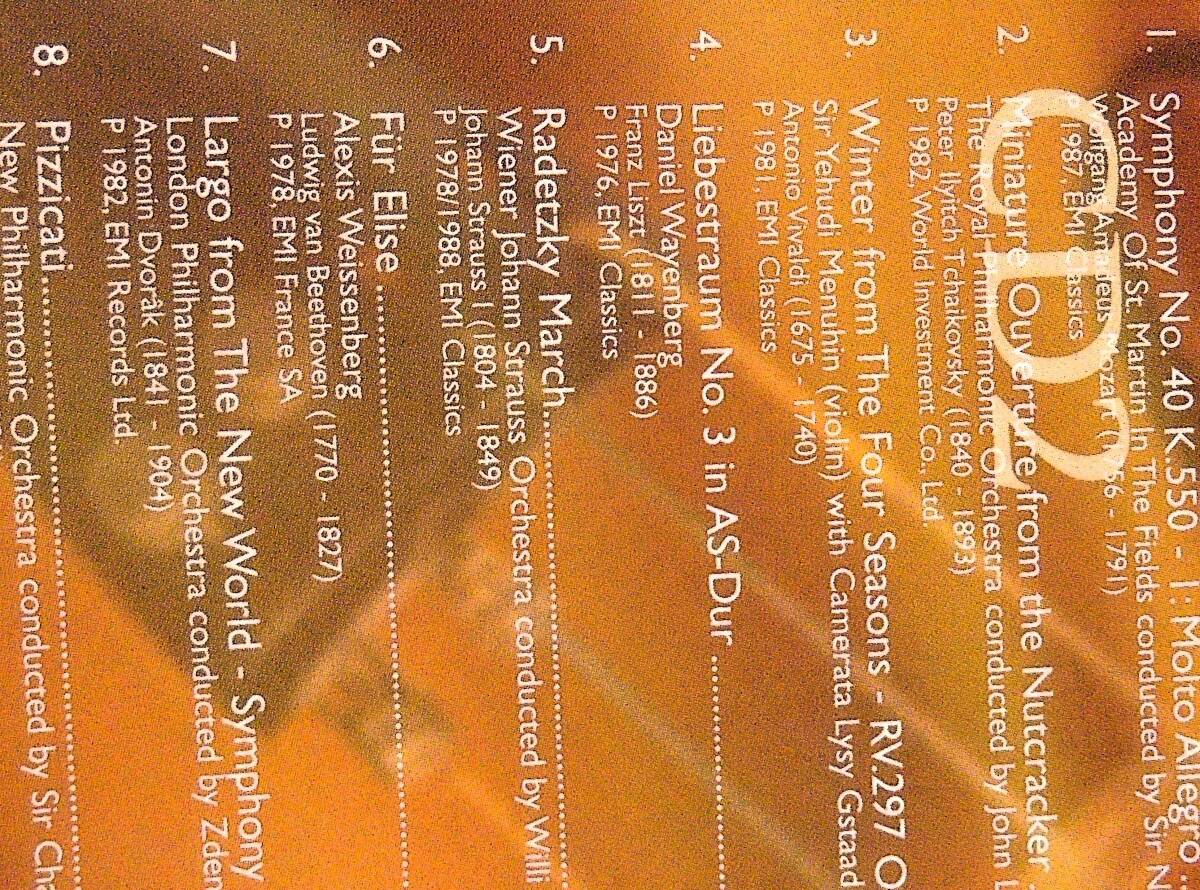 CD2
1. Symphony No. 40 K.550 - 1: Molto Allegro
Academy Of St. Martin In The Fields conducted by Sir N
Wolfgang Amadeus Mozart (1756 - 1791)
P 1987, EMI Classics
2. Miniature Ouverture from the Nutcracker
The Royal Philharmonic Orchestra conducted by John L
Peter Ilyitch Tchaikovsky (1840 - 1893)
P 1982, World Investment Co., Ltd
3. Winter from The Four Seasons - RV297 O
Sir Yehudi Menuhin (violin) with Camerata Lysy Gstaad
Antonio Vivaldi (1675 - 1740)
P 1981, EMI Classics
4. Liebestraum No. 3 in AS-Dur ..........
Daniel Wayenberg
Franz Liszt (1811 - 1886)
P 1976, EMI Classics
5. Radetzky March..........
Wiener Johann Strauss Orchestra conducted by Willi
Johann Strauss I (1804 - 1849)
P 1978/1988, EMI Classics
6. Für Elise ..........
Alexis Weissenberg
Ludwig van Beethoven (1770 - 1827)
P 1978, EMI France SA
7. Largo from The New World - Symphony
London Philharmonic Orchestra conducted by Zden
Antonin Dvorâk (1841 - 1904)
P 1982, EMI Records Ltd
8. Pizzicati..........
New Philharmonic Orchestra conducted by Sir Cha